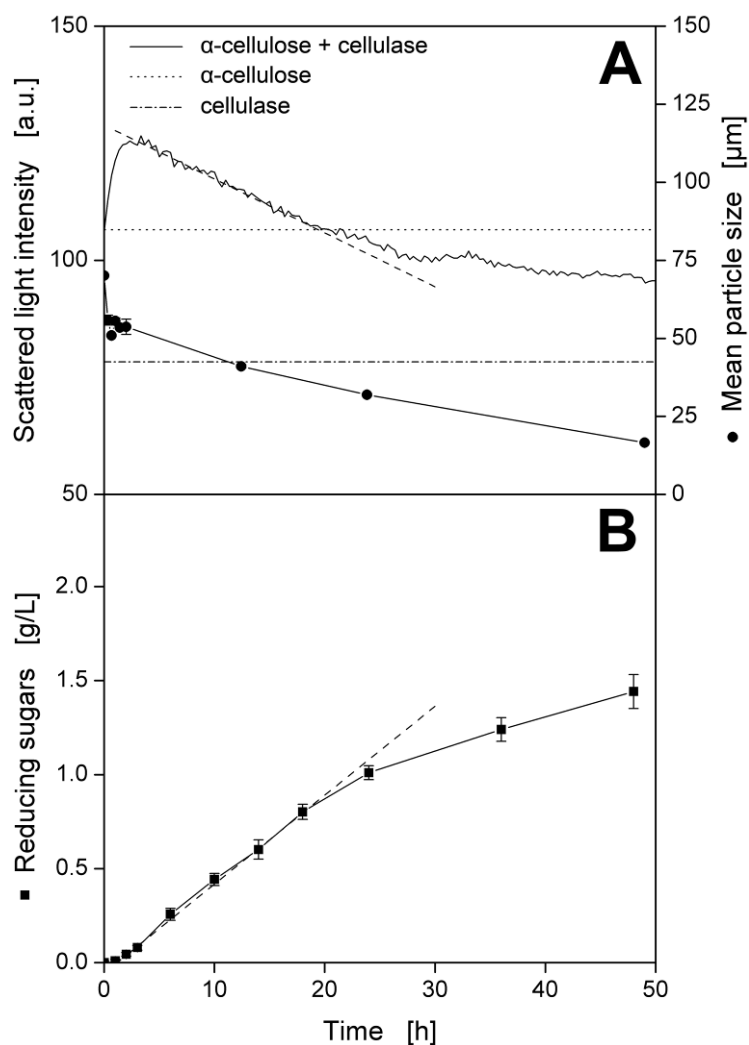 150
100
50
Scattered light intensity [a.u.]
α-cellulose + cellulase
α-cellulose
cellulase
A
150
125
100
75
50
25
0
● Mean particle size [µm]
B
2.0
1.5
1.0
0.5
0.0
■ Reducing sugars [g/L]
0 10 20 30 40 50
Time [h]